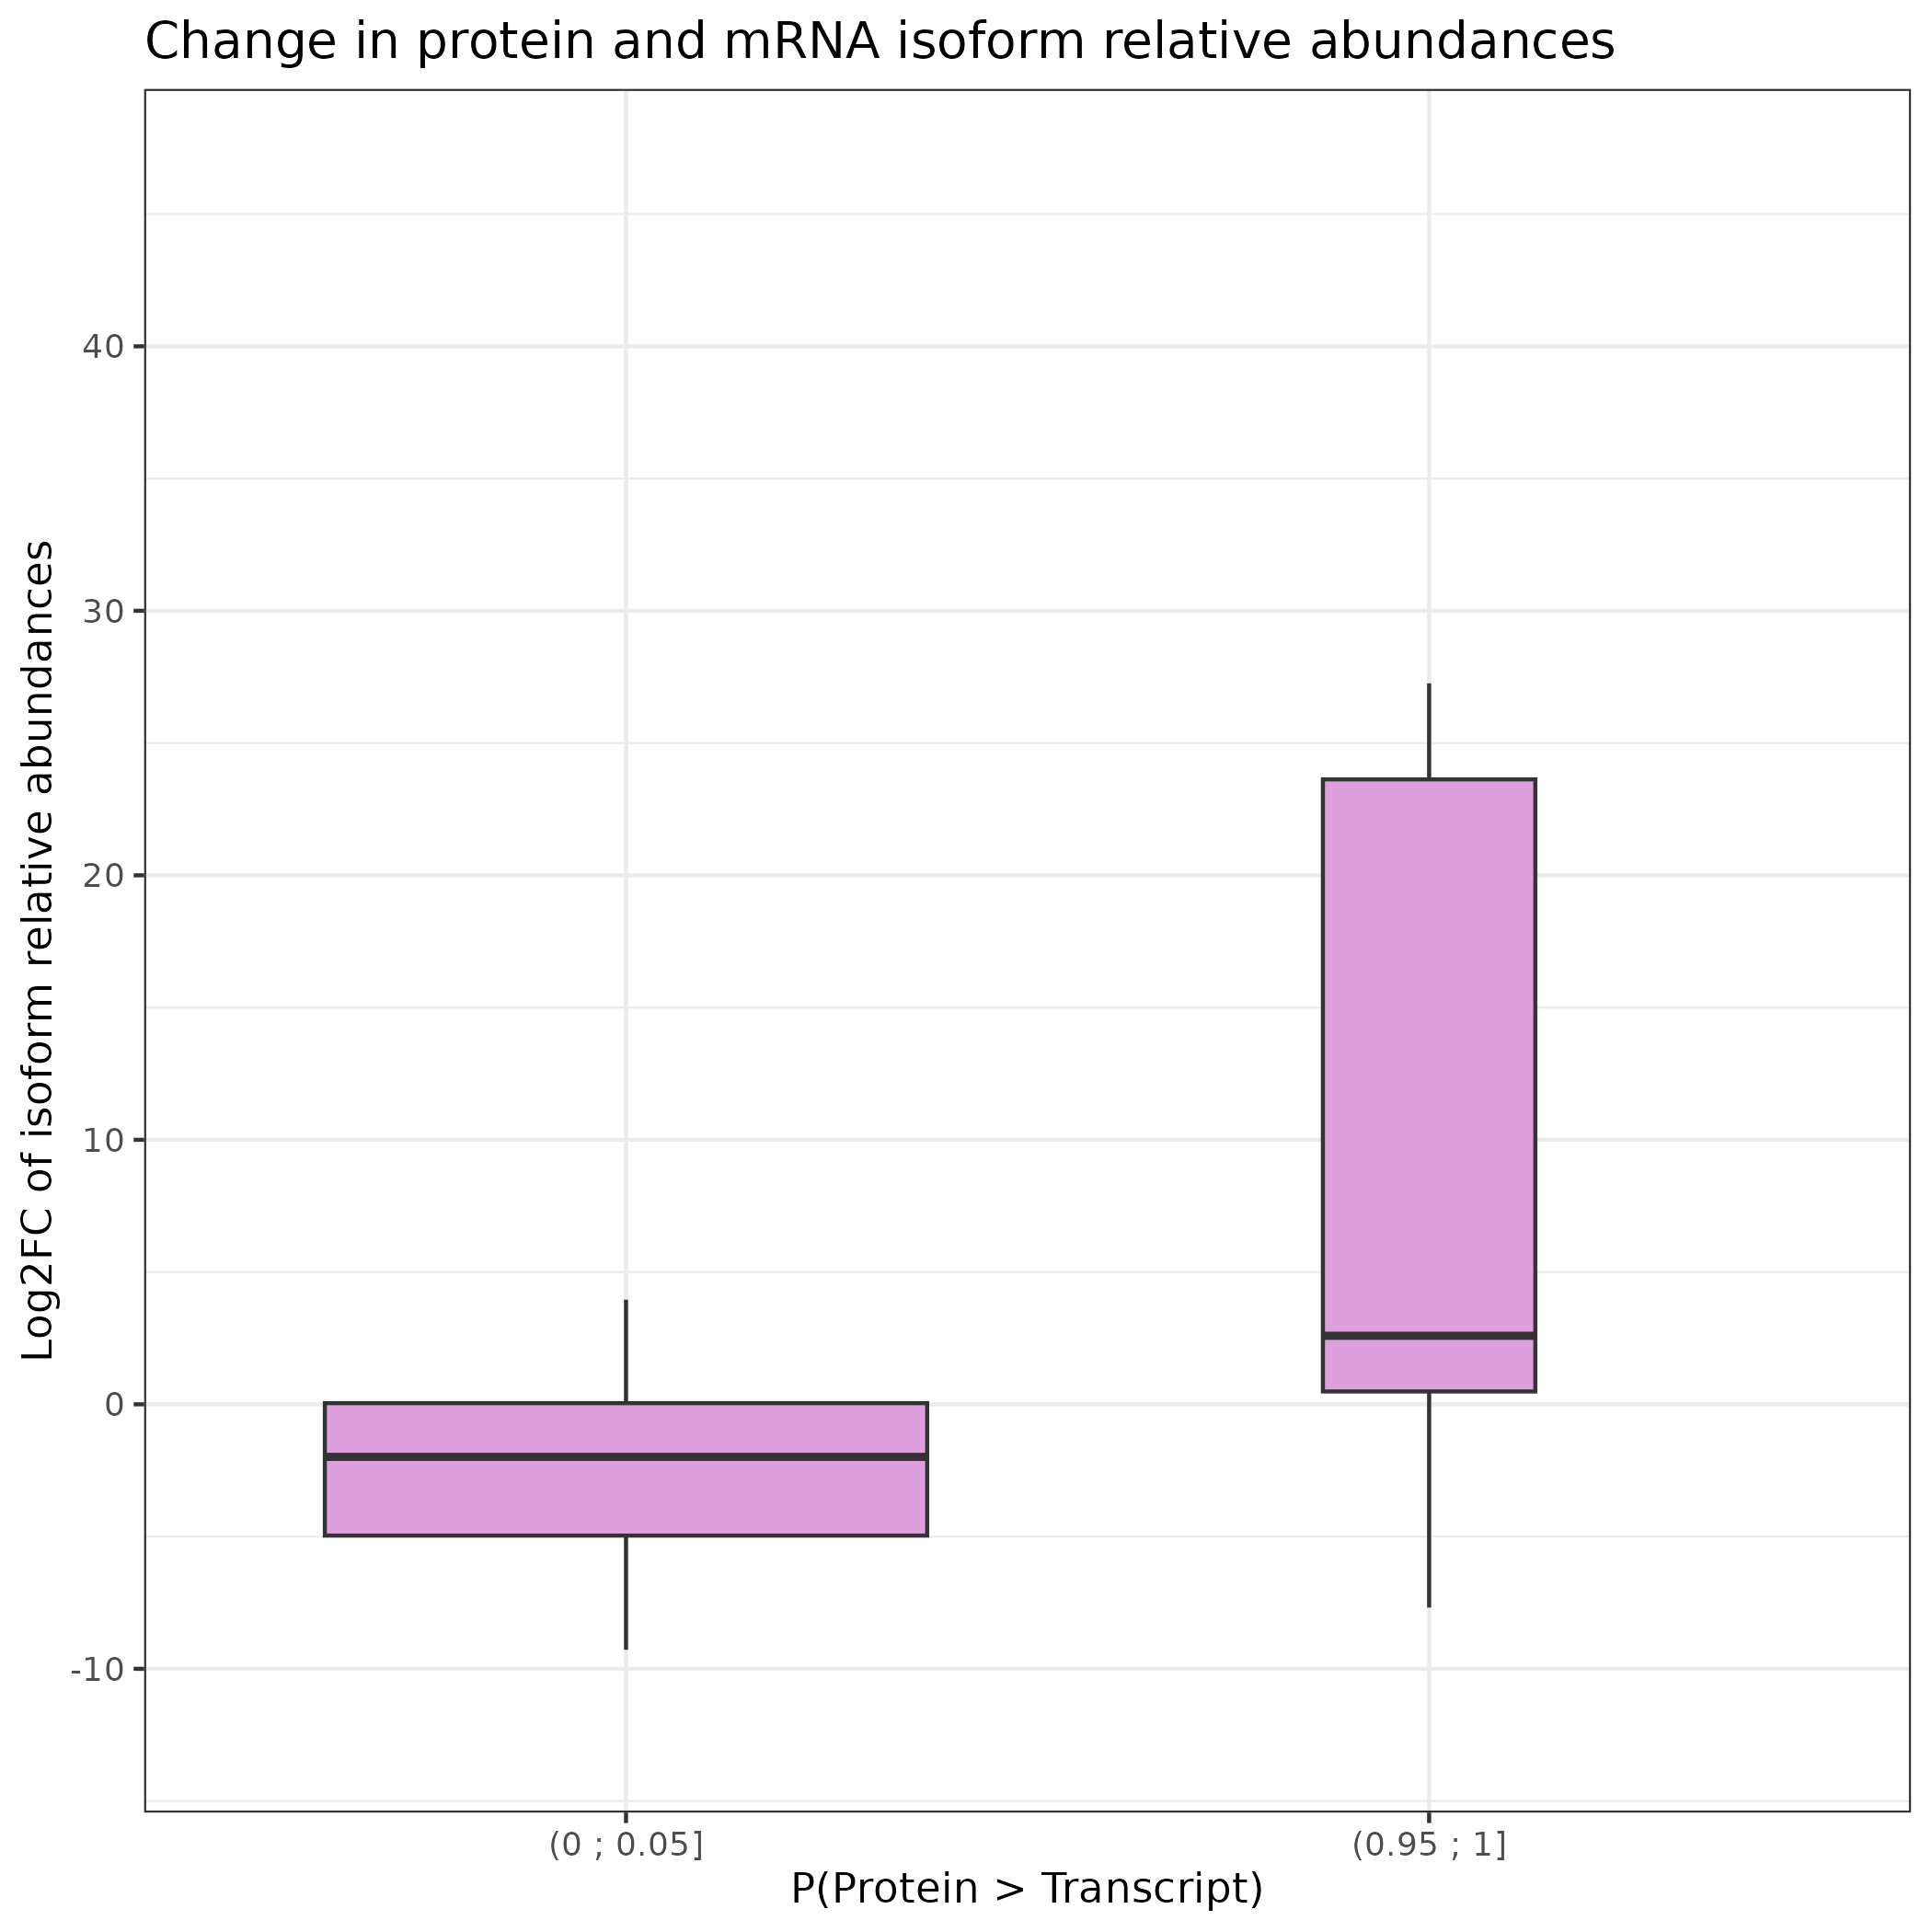 Change in protein and mRNA isoform relative abundances
Log2FC of isoform relative abundances
40
30
20
10
0
-10
(0 ; 0.05]
(0.95 ; 1]
P(Protein > Transcript)